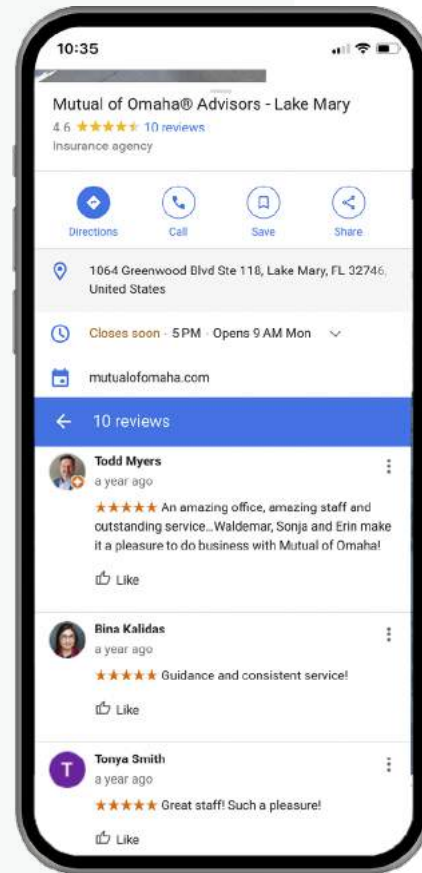 10:35
Mutual of Omaha® Advisors - Lake Mary
4.6 ★★★★★ 10 reviews
Insurance agency
Directions Call Save Share
1064 Greenwood Blvd Ste 118, Lake Mary, FL 32746,
United States
Closes soon · 5 PM · Opens 9 AM Mon
mutualofomaha.com
10 reviews
Todd Myers
a year ago
★★★★★ An amazing office, amazing staff and
outstanding service...Waldemar, Sonja and Erin make
it a pleasure to do business with Mutual of Omaha!
Like
Bina Kalidas
a year ago
★★★★★ Guidance and consistent service!
Like
T
Tonya Smith
a year ago
★★★★★ Great staff! Such a pleasure!
Like